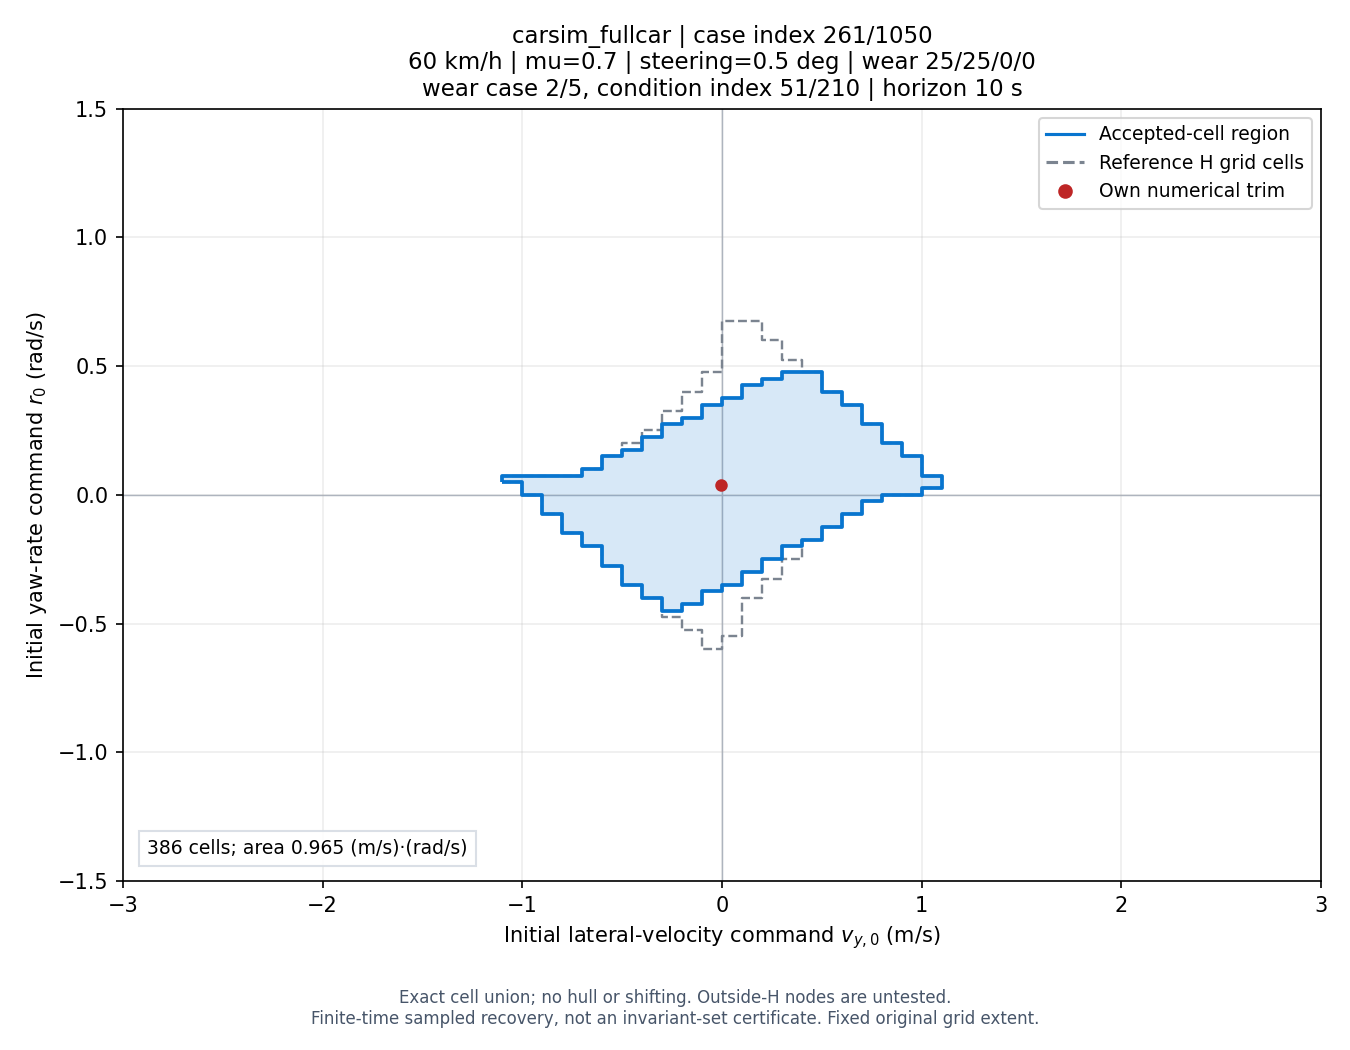 carsim_fullcar | case index 261/1050
60 km/h | mu=0.7 | steering=0.5 deg | wear 25/25/0/0
wear case 2/5, condition index 51/210 | horizon 10 s
Accepted-cell region
Reference H grid cells
Own numerical trim
1.5
1.0
0.5
0.0
−0.5
−1.0
−1.5
Initial yaw-rate command r0 (rad/s)
386 cells; area 0.965 (m/s)·(rad/s)
−3
−2
−1
0
1
2
3
Initial lateral-velocity command vy,0 (m/s)
Exact cell union; no hull or shifting. Outside-H nodes are untested.
Finite-time sampled recovery, not an invariant-set certificate. Fixed original grid extent.